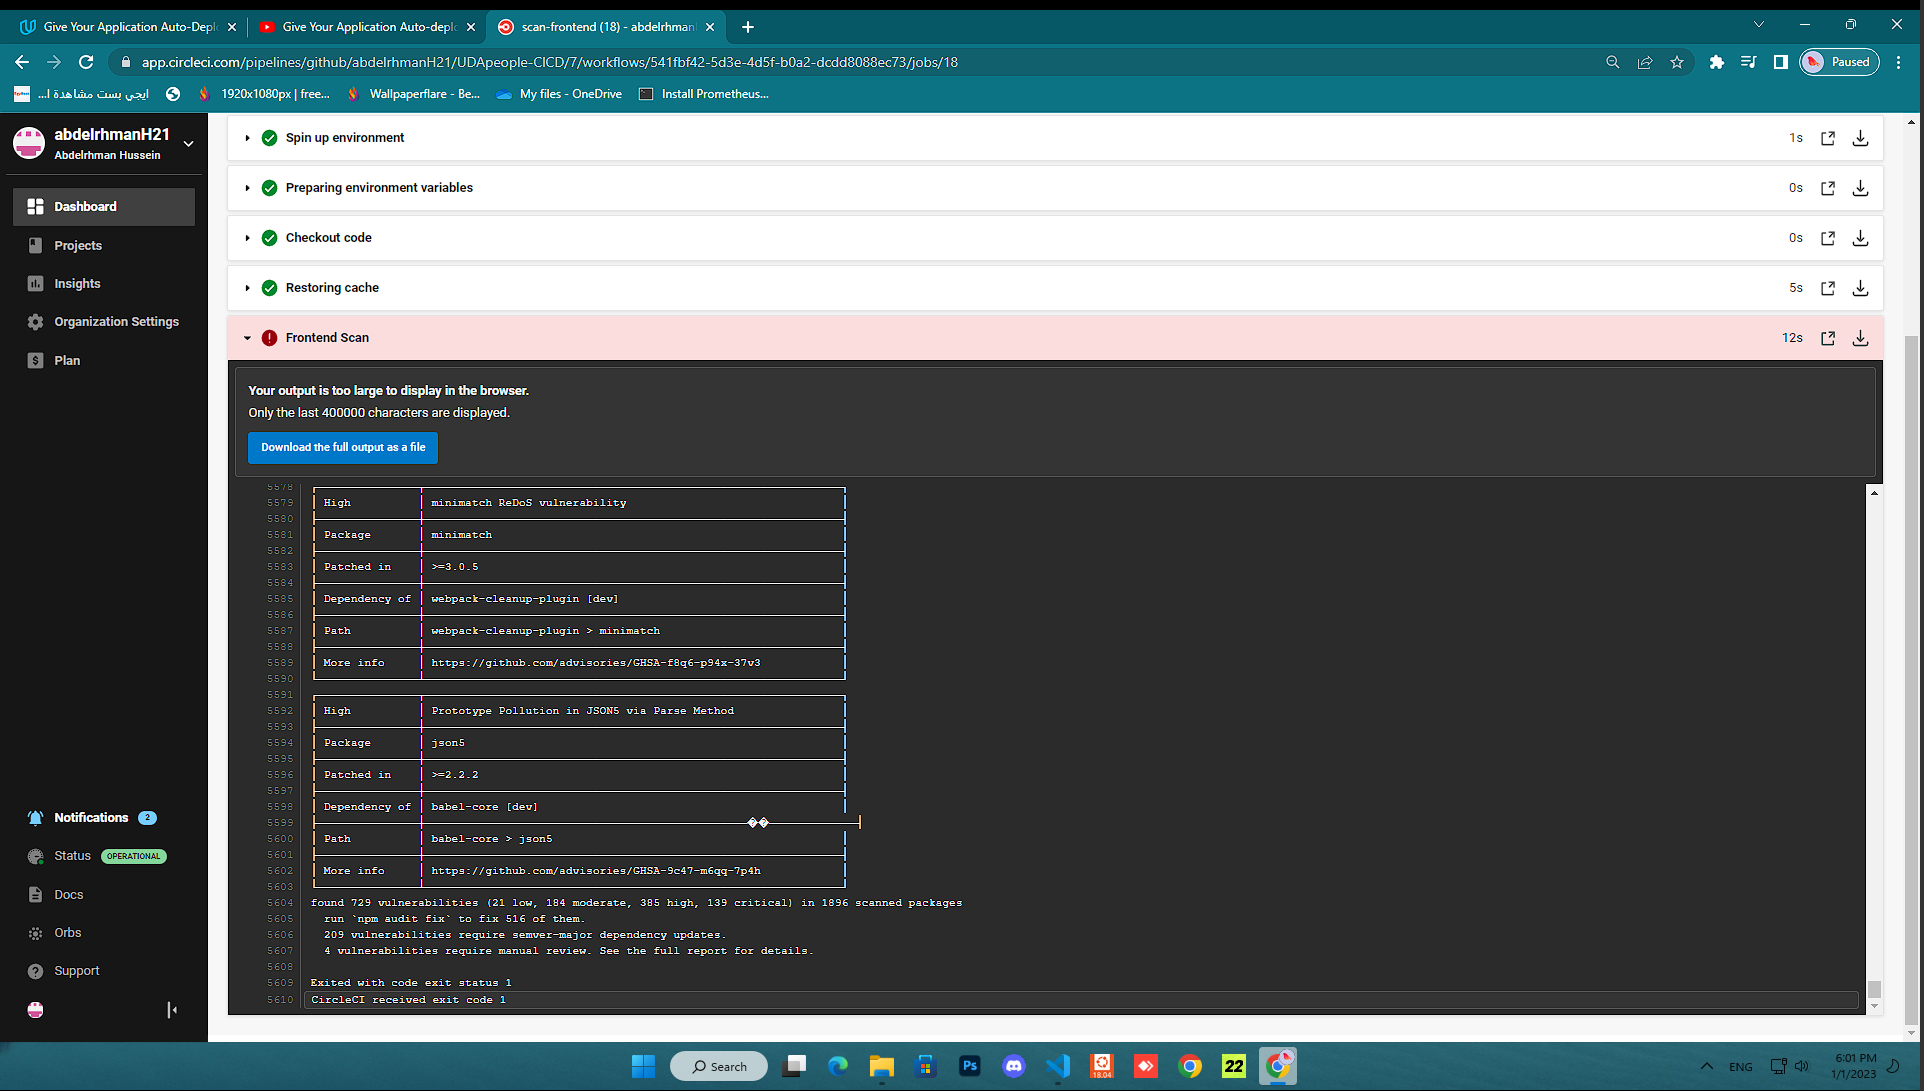 Give Your Application Auto-Deplo
Give Your Application Auto-deplo
scan-frontend (18) - abdelrhmanH
app.circleci.com/pipelines/github/abdelrhmanH21/UDApeople-CICD/7/workflows/541fbf42-5d3e-4d5f-b0a2-dcdd8088ec73/jobs/18
Paused
ايجي بست مشاهدة ا...
1920x1080px | free...
Wallpaperflare - Be...
My files - OneDrive
Install Prometheus...
abdelrhmanH21
Abdelrhman Hussein
Dashboard
Projects
Insights
Organization Settings
Plan
Notifications 2
Status OPERATIONAL
Docs
Orbs
Support
Spin up environment 1s
Preparing environment variables 0s
Checkout code 0s
Restoring cache 5s
Frontend Scan 12s
Your output is too large to display in the browser.
Only the last 400000 characters are displayed.
Download the full output as a file
5578
5579 High minimatch ReDoS vulnerability
5580
5581 Package minimatch
5582
5583 Patched in >=3.0.5
5584
5585 Dependency of webpack-cleanup-plugin [dev]
5586
5587 Path webpack-cleanup-plugin > minimatch
5588
5589 More info https://github.com/advisories/GHSA-f8q6-p94x-37v3
5590
5591
5592 High Prototype Pollution in JSON5 via Parse Method
5593
5594 Package json5
5595
5596 Patched in >=2.2.2
5597
5598 Dependency of babel-core [dev]
5599 ��
5600 Path babel-core > json5
5601
5602 More info https://github.com/advisories/GHSA-9c47-m6qq-7p4h
5603
5604 found 729 vulnerabilities (21 low, 184 moderate, 385 high, 139 critical) in 1896 scanned packages
5605 run `npm audit fix` to fix 516 of them.
5606 209 vulnerabilities require semver-major dependency updates.
5607 4 vulnerabilities require manual review. See the full report for details.
5608
5609 Exited with code exit status 1
5610 CircleCI received exit code 1
Search
Ps
18.04
22
ENG
6:01 PM
1/1/2023